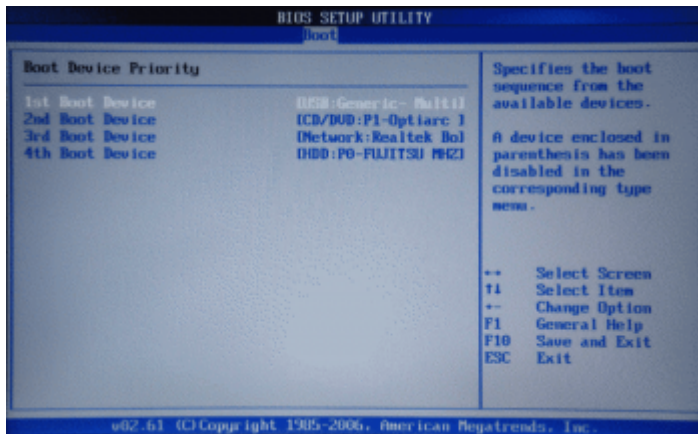 BIOS SETUP UTILITY
Boot
Boot Device Priority
1st Boot Device [USB:Generic- Multi]
2nd Boot Device [CD/DVD:P1-Optiarc ]
3rd Boot Device [Network:Realtek Bo]
4th Boot Device [HDD:P0-FUJITSU MHZ]
Specifies the boot
sequence from the
available devices.
A device enclosed in
parenthesis has been
disabled in the
corresponding type
menu.
↔ Select Screen
↑↓ Select Item
+- Change Option
F1 General Help
F10 Save and Exit
ESC Exit
v02.61 (C)Copyright 1985-2006, American Megatrends, Inc.